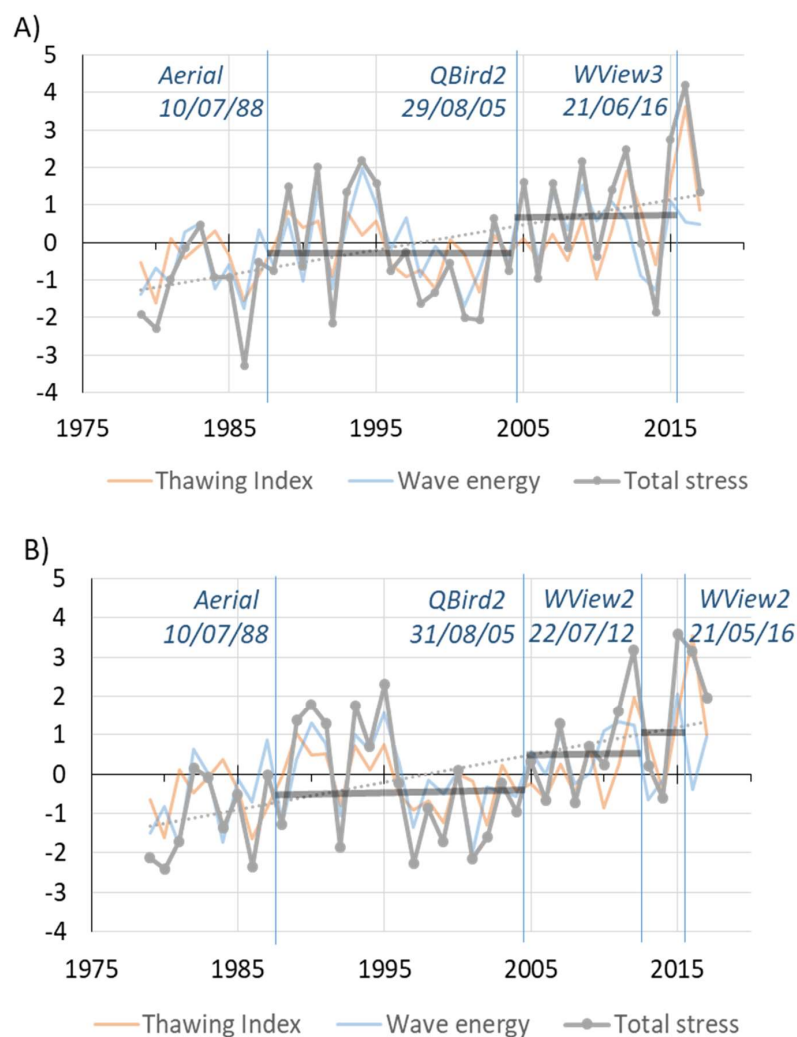 A)
5
4
3
2
1
0
-1
-2
-3
-4
Aerial
10/07/88
QBird2
29/08/05
WView3
21/06/16
1975 1985 1995 2005 2015
Thawing Index Wave energy Total stress
B)
5
4
3
2
1
0
-1
-2
-3
-4
Aerial
10/07/88
QBird2
31/08/05
WView2
22/07/12
WView2
21/05/16
1975 1985 1995 2005 2015
Thawing Index Wave energy Total stress